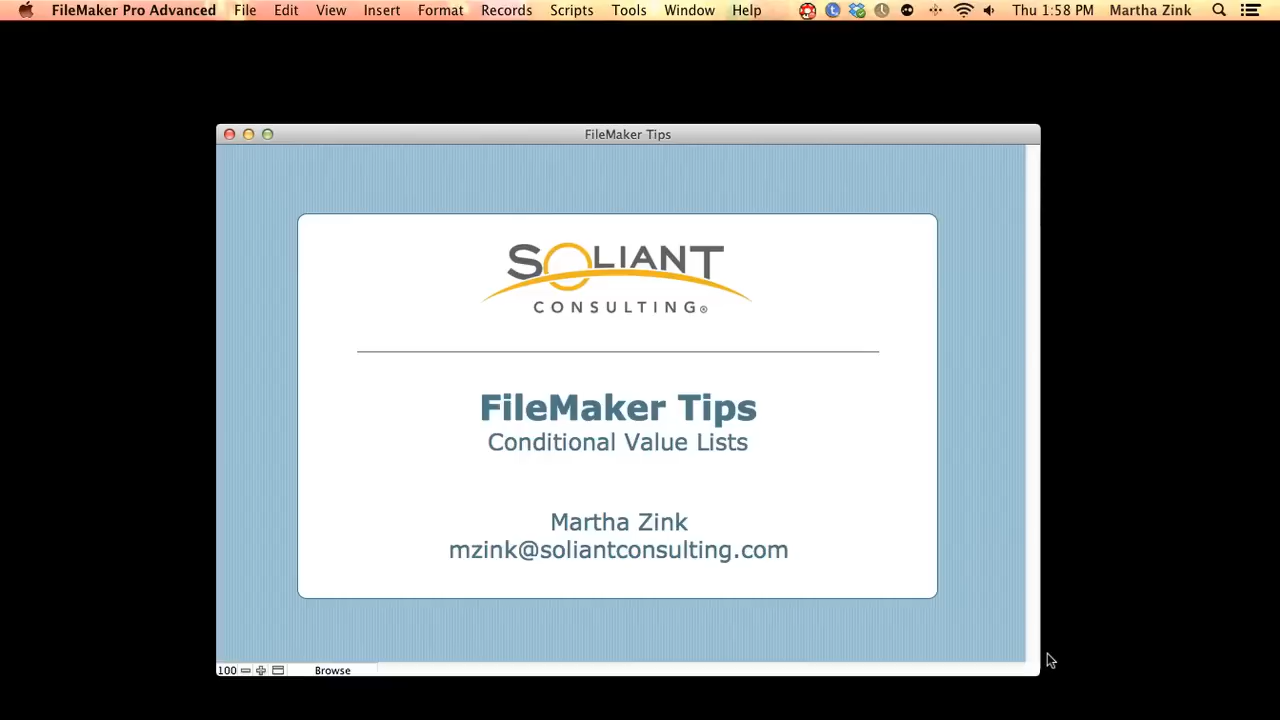 FileMaker Pro Advanced File Edit View Insert Format Records Scripts Tools Window Help Thu 1:58 PM Martha Zink
FileMaker Tips
SOLIANT
CONSULTING®
FileMaker Tips
Conditional Value Lists
Martha Zink
mzink@soliantconsulting.com
100 Browse